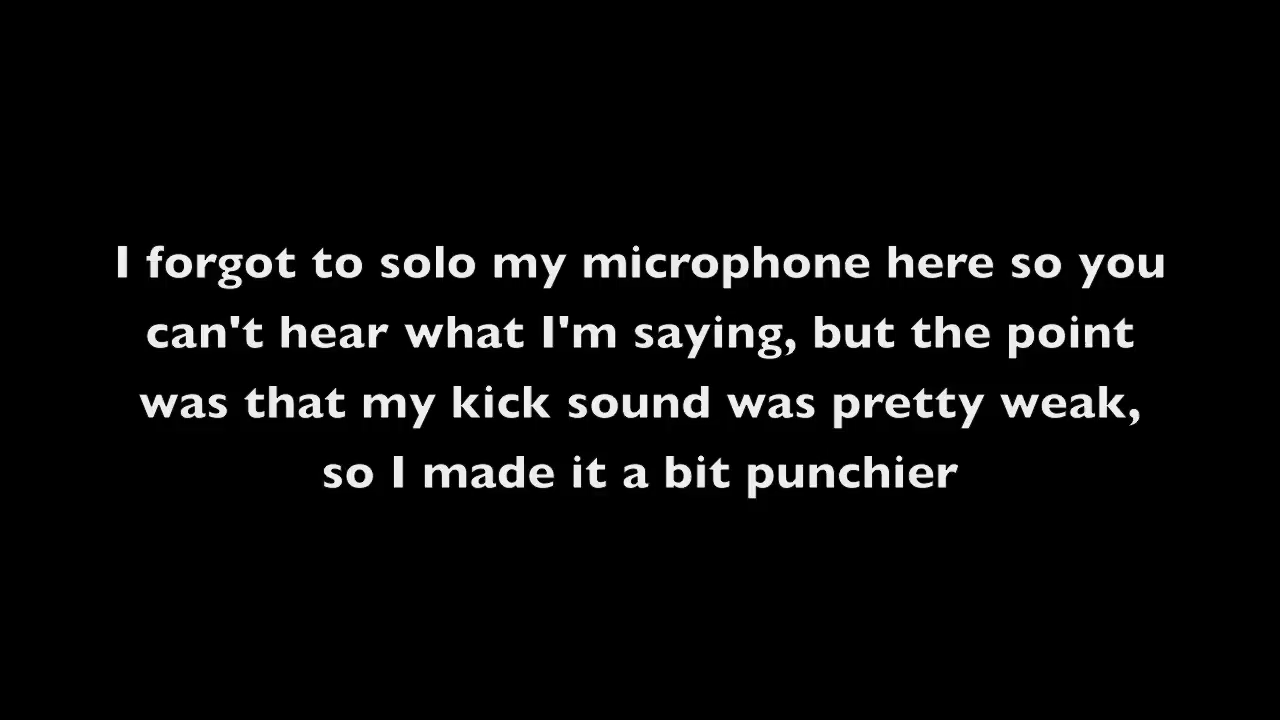 I forgot to solo my microphone here so you
can't hear what I'm saying, but the point
was that my kick sound was pretty weak,
so I made it a bit punchier